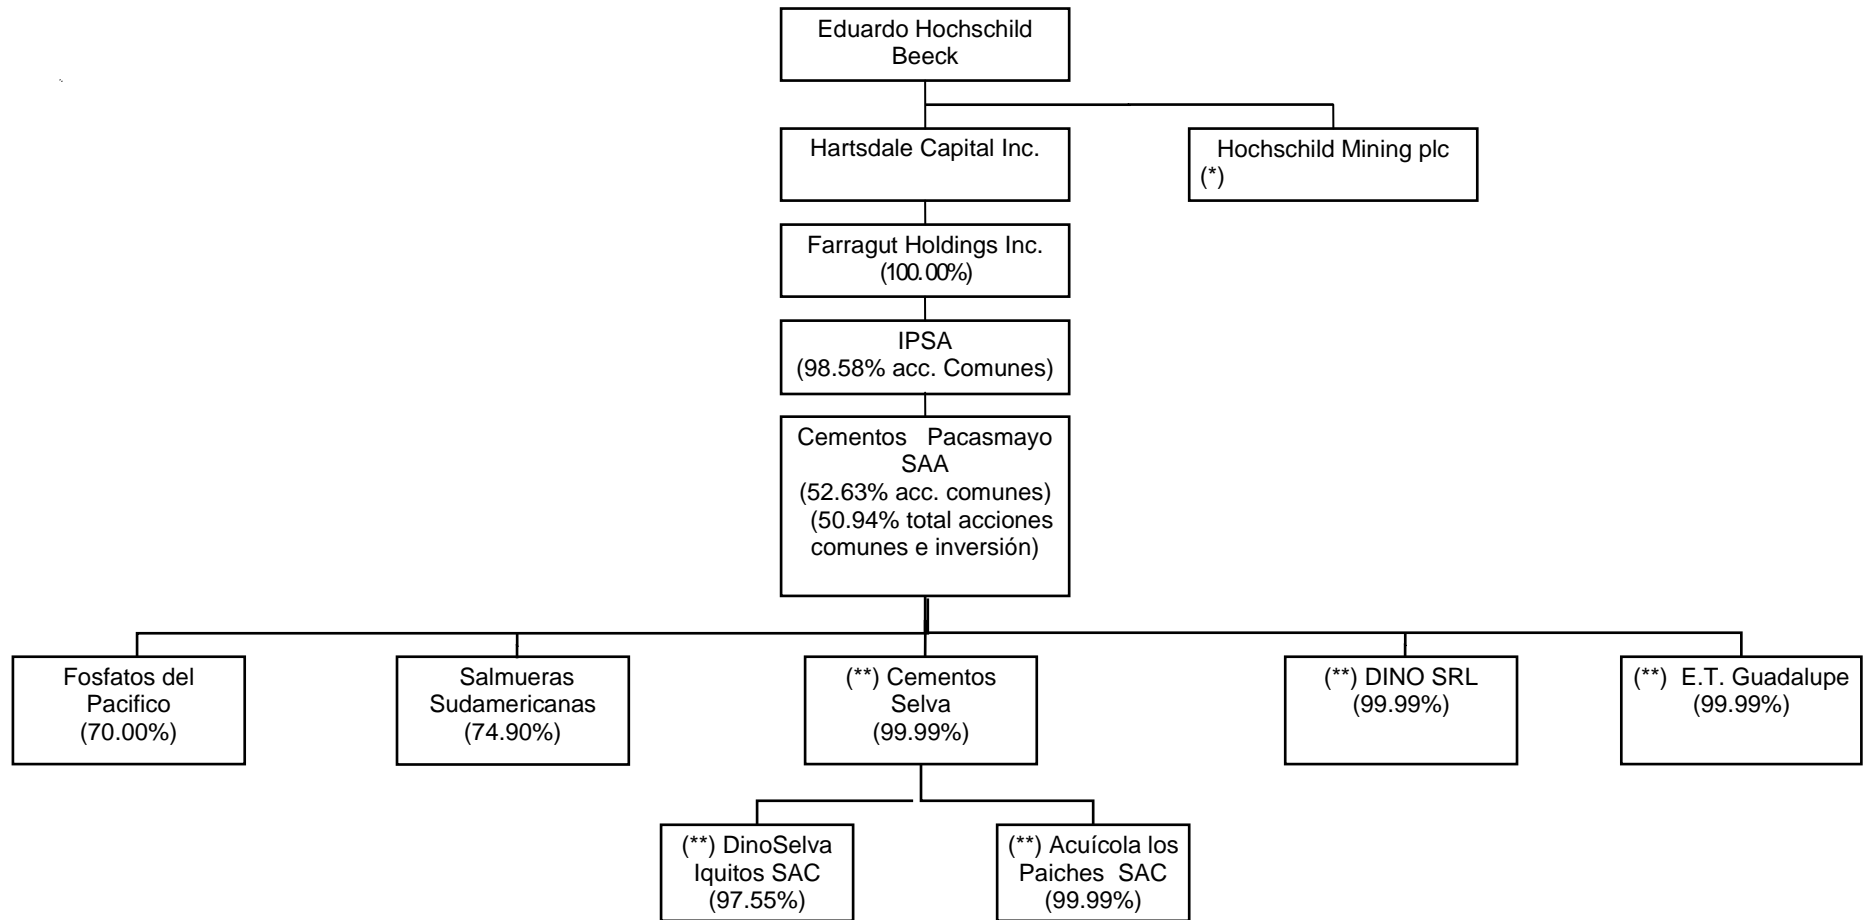 Eduardo Hochschild
Beeck
Hartsdale Capital Inc.
Hochschild Mining plc
(*)
Farragut Holdings Inc.
(100.00%)
IPSA
(98.58% acc. Comunes)
Cementos Pacasmayo
SAA
(52.63% acc. comunes)
(50.94% total acciones
comunes e inversión)
Fosfatos del
Pacifico
(70.00%)
Salmueras
Sudamericanas
(74.90%)
(**) Cementos
Selva
(99.99%)
(**) DINO SRL
(99.99%)
(**) E.T. Guadalupe
(99.99%)
(**) DinoSelva
Iquitos SAC
(97.55%)
(**) Acuícola los
Paiches SAC
(99.99%)